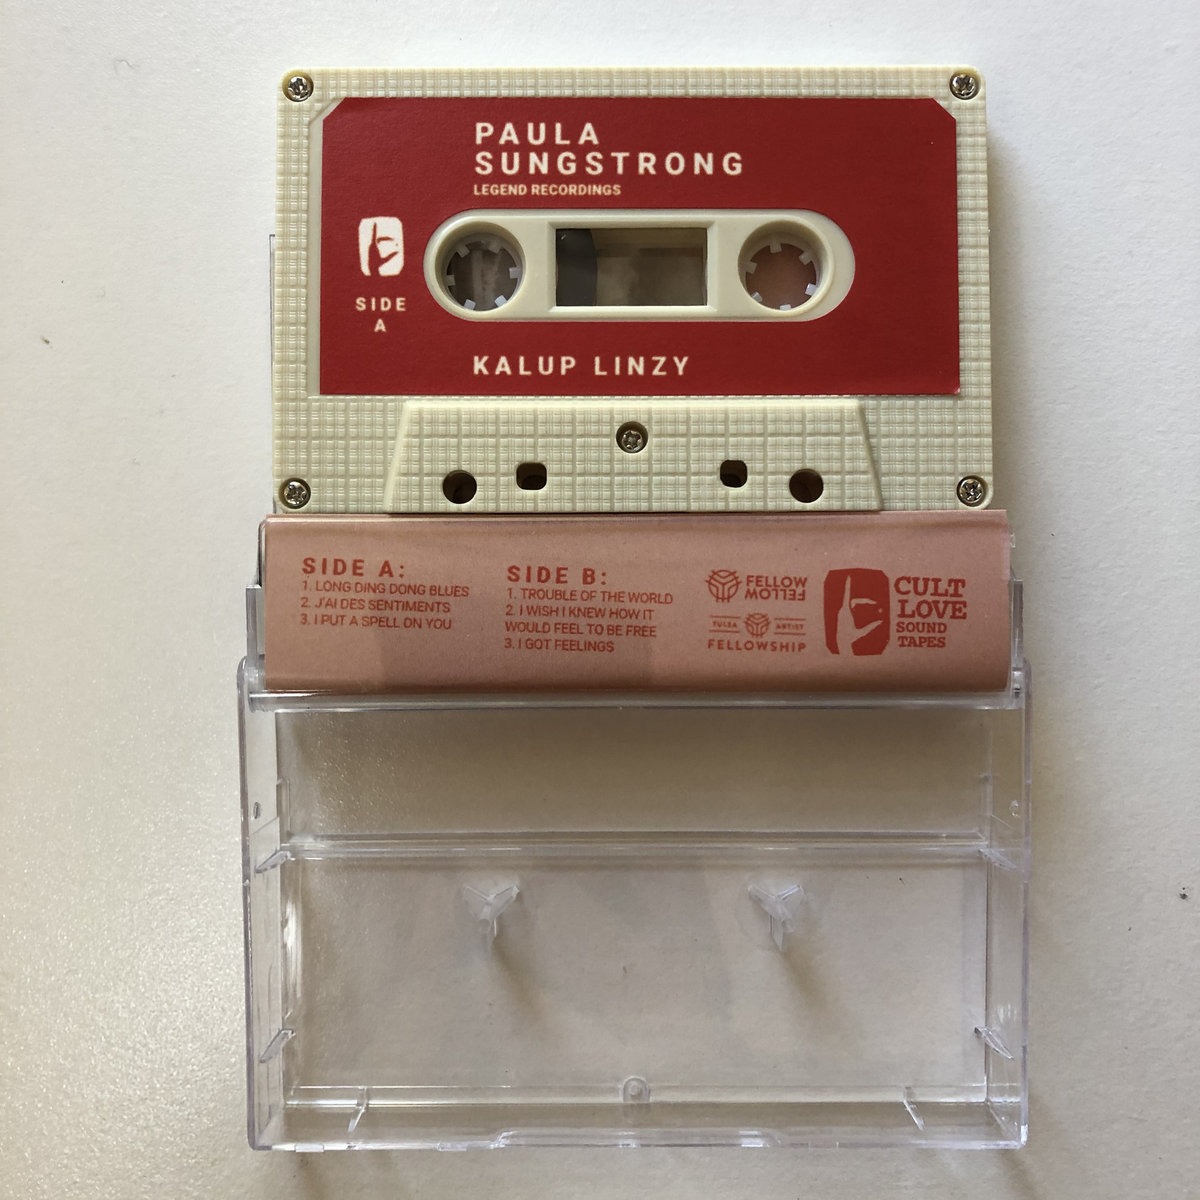 PAULA
SUNGSTRONG
LEGEND RECORDINGS
SIDE
A
KALUP LINZY
SIDE A:
1. LONG DING DONG BLUES
2. J'AI DES SENTIMENTS
3. I PUT A SPELL ON YOU
SIDE B:
1. TROUBLE OF THE WORLD
2. I WISH I KNEW HOW IT
WOULD FEEL TO BE FREE
3. I GOT FEELINGS
FELLOW
FELLOW
TULSA ARTIST
FELLOWSHIP
CULT
LOVE
SOUND
TAPES